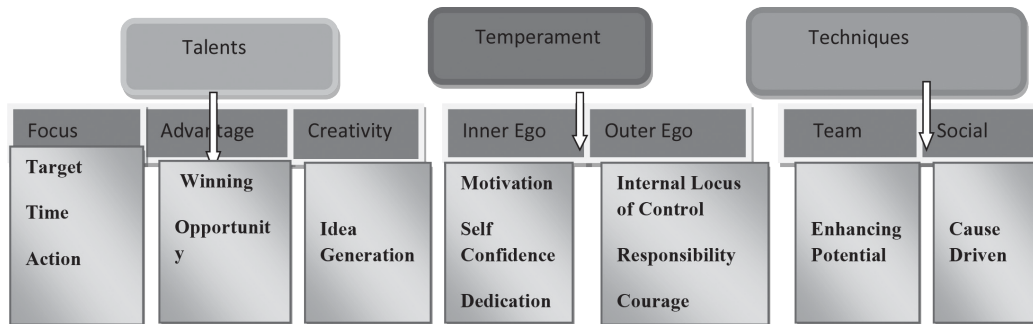 Talents
Temperament
Techniques
Focus
Advantage
Creativity
Inner Ego
Outer Ego
Team
Social
Target
Time
Action
Winning
Opportunit
y
Idea
Generation
Motivation
Self
Confidence
Dedication
Internal Locus
of Control
Responsibility
Courage
Enhancing
Potential
Cause
Driven